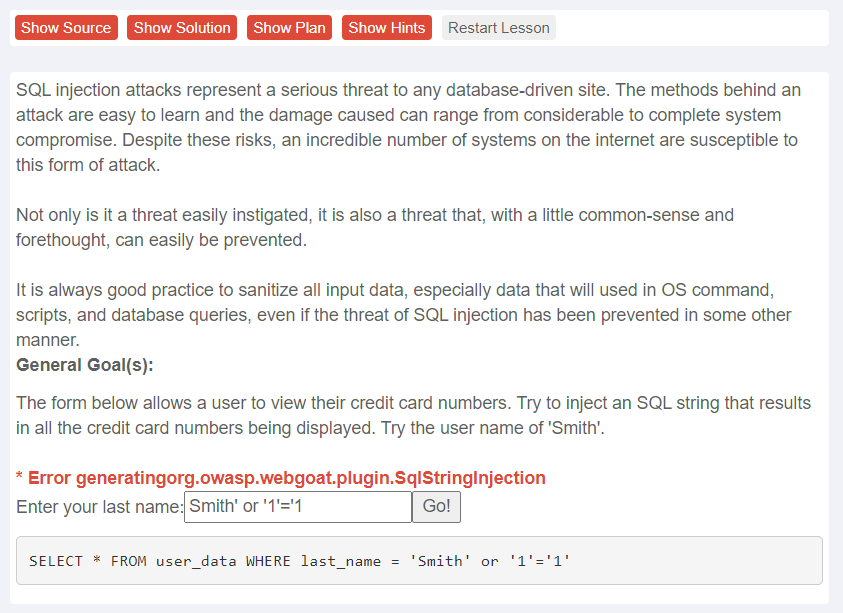 Show Source Show Solution Show Plan Show Hints Restart Lesson
SQL injection attacks represent a serious threat to any database-driven site. The methods behind an
attack are easy to learn and the damage caused can range from considerable to complete system
compromise. Despite these risks, an incredible number of systems on the internet are susceptible to
this form of attack.
Not only is it a threat easily instigated, it is also a threat that, with a little common-sense and
forethought, can easily be prevented.
It is always good practice to sanitize all input data, especially data that will used in OS command,
scripts, and database queries, even if the threat of SQL injection has been prevented in some other
manner.
General Goal(s):
The form below allows a user to view their credit card numbers. Try to inject an SQL string that results
in all the credit card numbers being displayed. Try the user name of 'Smith'.
* Error generatingorg.owasp.webgoat.plugin.SqlStringInjection
Enter your last name: Smith' or '1'='1 Go!
SELECT * FROM user_data WHERE last_name = 'Smith' or '1'='1'